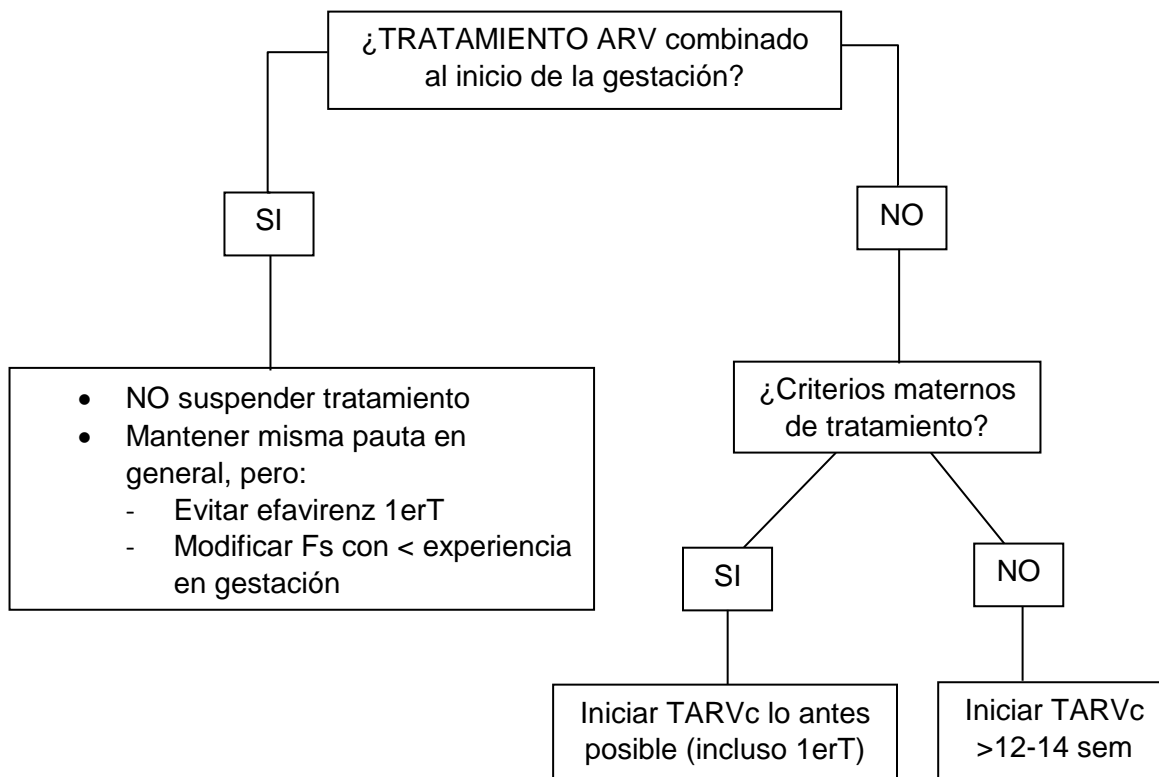 ¿TRATAMIENTO ARV combinado
al inicio de la gestación?
SI
NO
• NO suspender tratamiento
• Mantener misma pauta en
general, pero:
- Evitar efavirenz 1erT
- Modificar Fs con < experiencia
en gestación
¿Criterios maternos
de tratamiento?
SI
NO
Iniciar TARVc lo antes
posible (incluso 1erT)
Iniciar TARVc
>12-14 sem